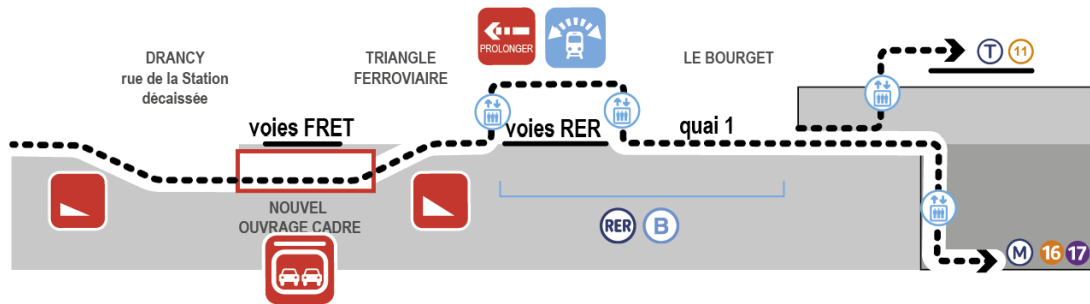 DRANCY
rue de la Station
décaissée
TRIANGLE
FERROVIAIRE
PROLONGER
LE BOURGET
T 11
voies FRET
voies RER
quai 1
NOUVEL
OUVRAGE CADRE
RER B
M 16 17